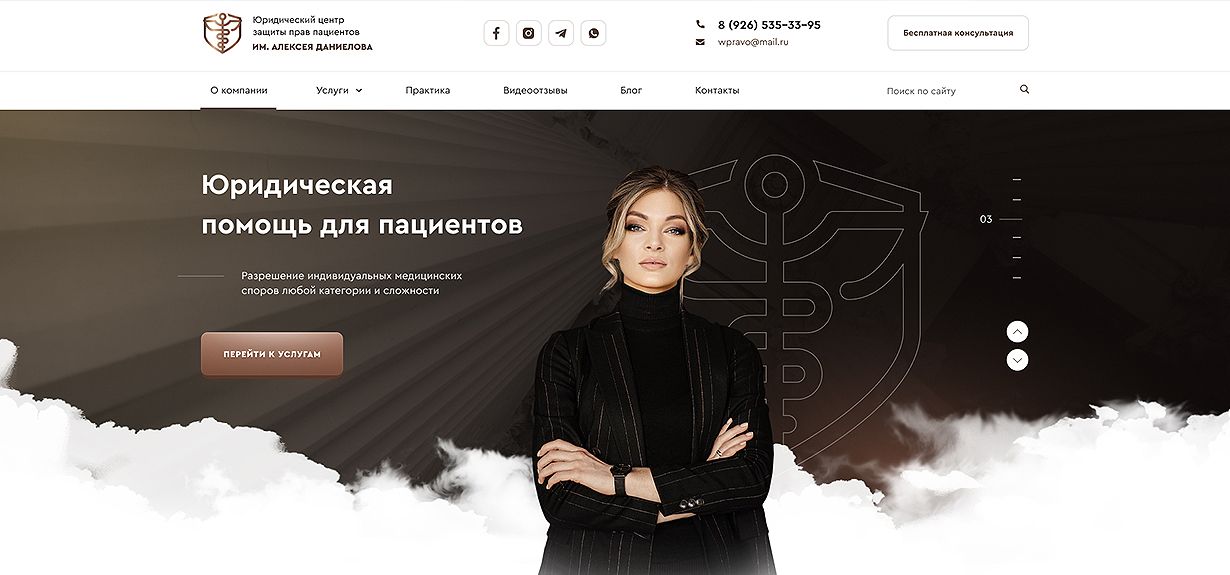 Юридический центр
защиты прав пациентов
ИМ. АЛЕКСЕЯ ДАНИЕЛОВА
8 (926) 535-33-95
wpravo@mail.ru
Бесплатная консультация
О компании
Услуги
Практика
Видеоотзывы
Блог
Контакты
Поиск по сайту
Юридическая
помощь для пациентов
03
Разрешение индивидуальных медицинских
споров любой категории и сложности
ПЕРЕЙТИ К УСЛУГАМ